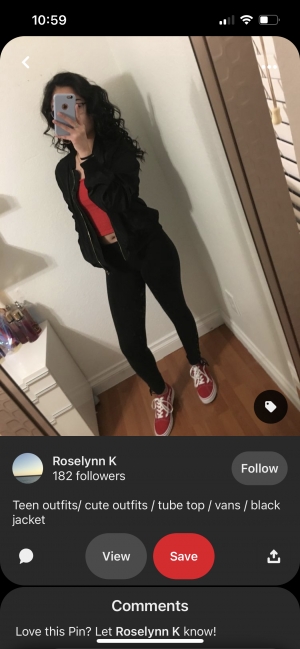 10:59
Roselynn K
182 followers
Follow
Teen outfits/ cute outfits / tube top / vans / black
jacket
View
Save
Comments
Love this Pin? Let Roselynn K know!